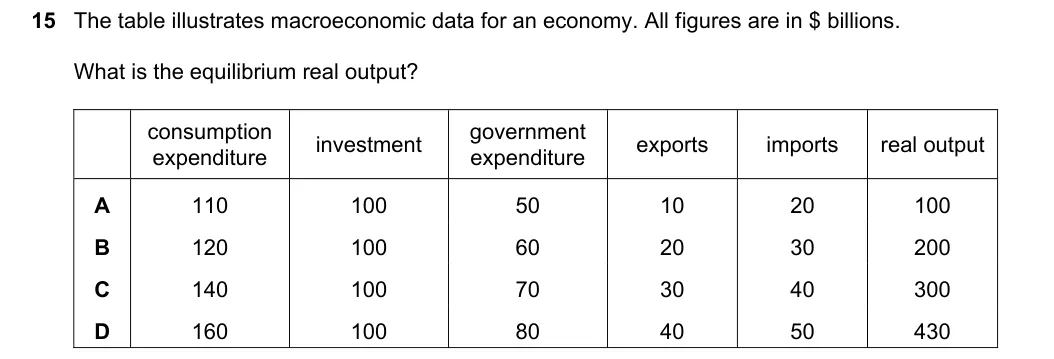 15 The table illustrates macroeconomic data for an economy. All figures are in $ billions.
What is the equilibrium real output?
consumption expenditure investment government expenditure exports imports real output
A 110 100 50 10 20 100
B 120 100 60 20 30 200
C 140 100 70 30 40 300
D 160 100 80 40 50 430